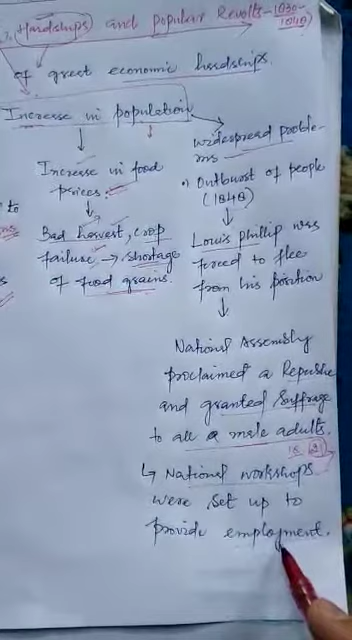 Hardships and popular Revolts - 1830-
1848
of great economic hardships.
Increase in population
Increase in food
prices.
Bad harvest, crop
failure → shortage
of food grains.
widespread proble-
ms
• Outburst of people
(1848)
Louis Phillip was
forced to flee
from his position
National Assembly
proclaimed a
and granted suffrage
to all male adults.
21
↳ National workshops
were set up to
provide employment.
to